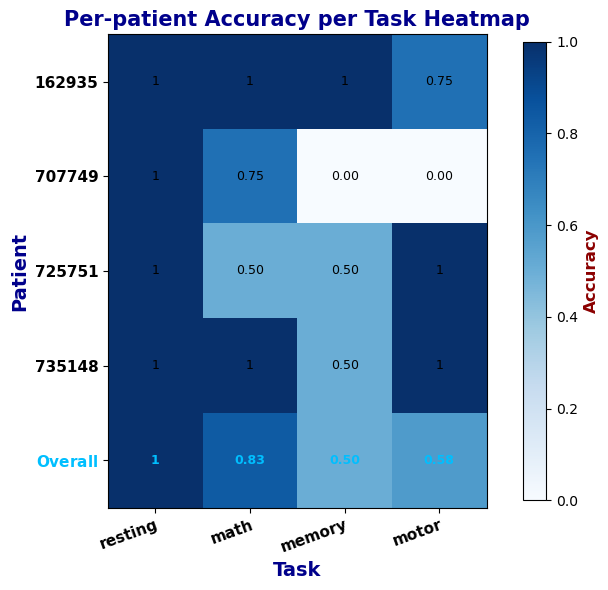 Per-patient Accuracy per Task Heatmap
162935 1 1 1 0.75
707749 1 0.75 0.00 0.00
725751 1 0.50 0.50 1
735148 1 1 0.50 1
Overall 1 0.83 0.50
resting math memory motor
Task
Patient
1.0
0.8
0.6
0.4
0.2
0.0
Accuracy